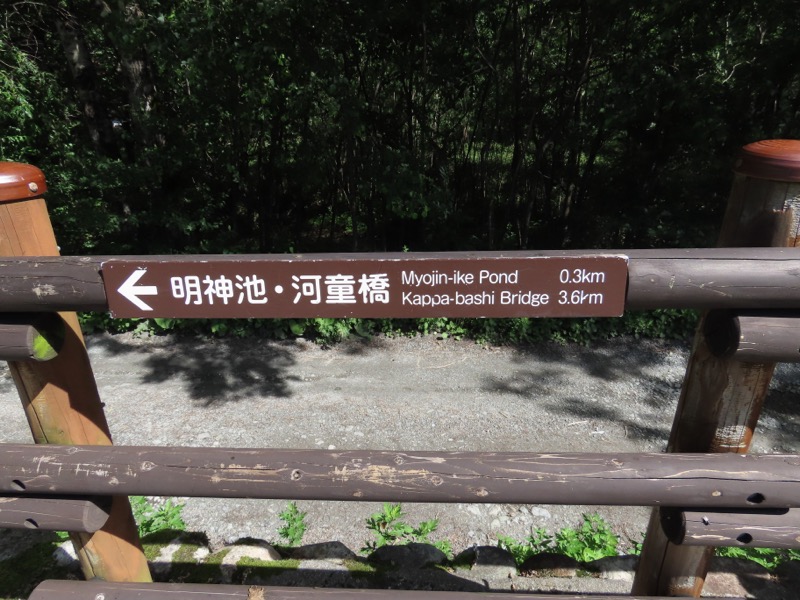 ← 明神池・河童橋
Myojin-ike Pond 0.3km
Kappa-bashi Bridge 3.6km